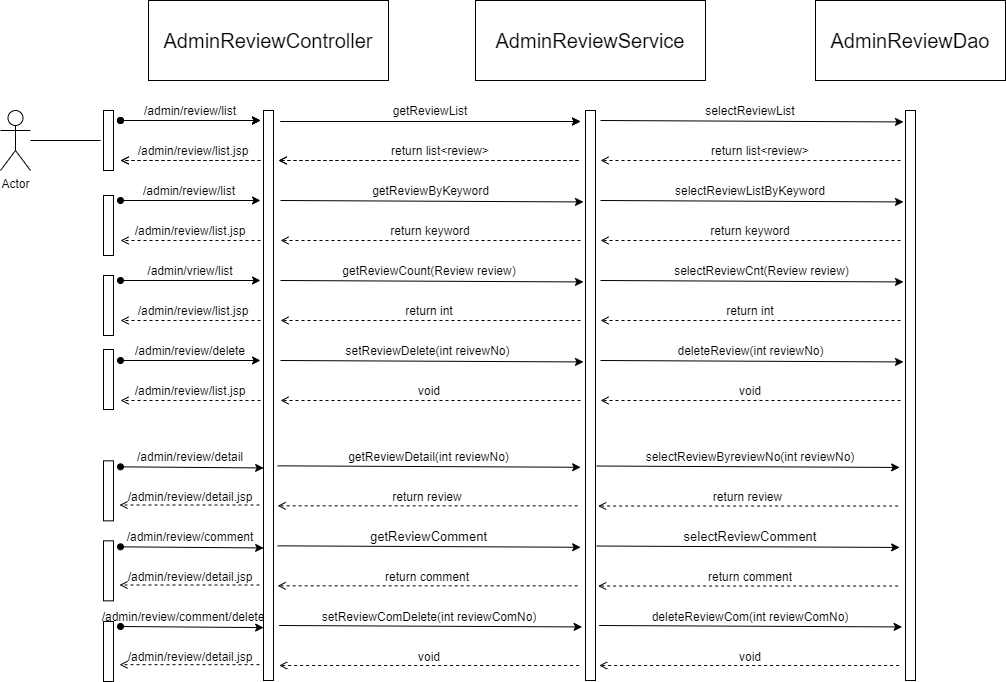 AdminReviewController
AdminReviewService
AdminReviewDao
Actor
/admin/review/list
getReviewList
selectReviewList
/admin/review/list.jsp
return list<review>
return list<review>
/admin/review/list
getReviewByKeyword
selectReviewListByKeyword
/admin/review/list.jsp
return keyword
return keyword
/admin/vriew/list
getReviewCount(Review review)
selectReviewCnt(Review review)
/admin/review/list.jsp
return int
return int
/admin/review/delete
setReviewDelete(int reivewNo)
deleteReview(int reviewNo)
/admin/review/list.jsp
void
void
/admin/review/detail
getReviewDetail(int reviewNo)
selectReviewByreviewNo(int reviewNo)
/admin/review/detail.jsp
return review
return review
/admin/review/comment
getReviewComment
selectReviewComment
/admin/review/detail.jsp
return comment
return comment
/admin/review/comment/delete
setReviewComDelete(int reviewComNo)
deleteReviewCom(int reviewComNo)
/admin/review/detail.jsp
void
void